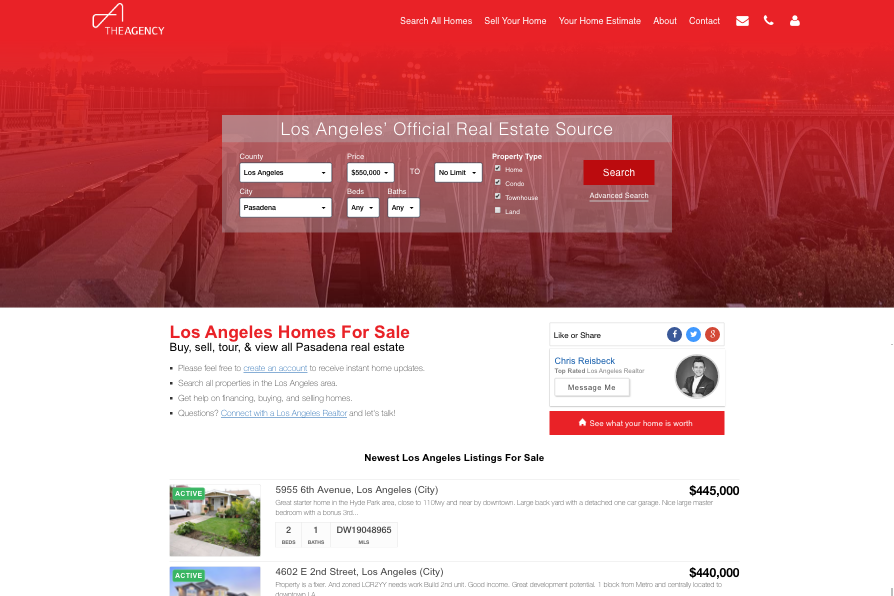 THEAGENCY
Search All Homes Sell Your Home Your Home Estimate About Contact
Los Angeles' Official Real Estate Source
County Price Property Type
Los Angeles $550,000 TO No Limit Home
Condo
Search
City Beds Baths Townhouse
Advanced Search
Pasadena Any Any Land
Los Angeles Homes For Sale
Buy, sell, tour, & view all Pasadena real estate
Please feel free to create an account to receive instant home updates.
Search all properties in the Los Angeles area.
Get help on financing, buying, and selling homes.
Questions? Connect with a Los Angeles Realtor and let's talk!
Like or Share
Chris Reisbeck
Top Rated Los Angeles Realtor
Message Me
See what your home is worth
Newest Los Angeles Listings For Sale
ACTIVE
5955 6th Avenue, Los Angeles (City) $445,000
Great starter home in the Hyde Park area, close to 110fwy and near by downtown. Large back yard with a detached one car garage. Nice large master
bedroom with a bonus 3rd...
2 1 DW19048965
BEDS BATHS MLS
ACTIVE
4602 E 2nd Street, Los Angeles (City) $440,000
Property is a fixer. And zoned LCR2YY needs work Build 2nd unit. Good income. Great development potential. 1 block from Metro and centrally located to
downtown LA